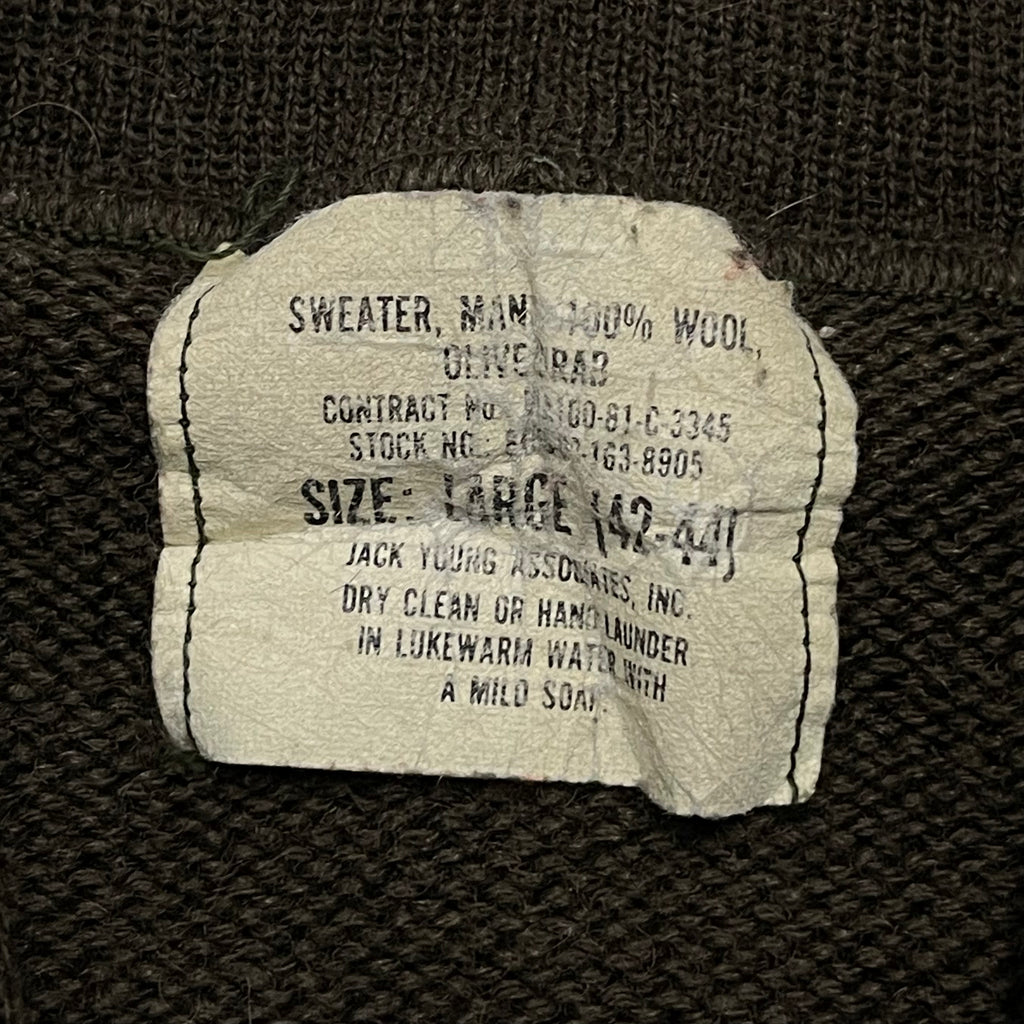 SWEATER, 100% WOOL,
OLIVE DRAB
CONTRACT No.
STOCK NO.:
SIZE: LARGE (42-44)
JACK YOUNG ASSOCIATES, INC.
DRY CLEAN OR HAND LAUNDER
IN LUKEWARM WATER WITH
A MILD SOAP.